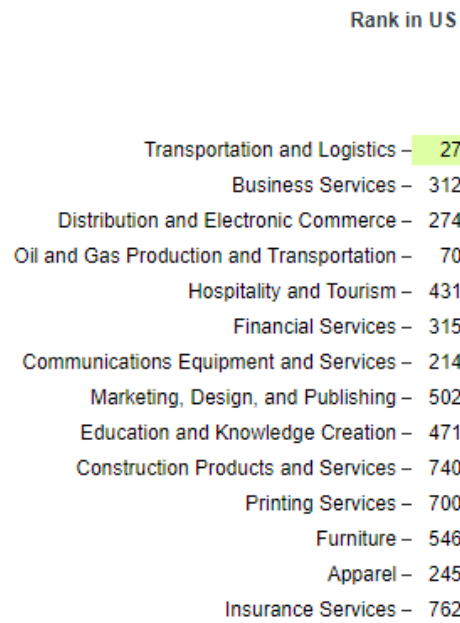 Rank in US
Transportation and Logistics – 27
Business Services – 312
Distribution and Electronic Commerce – 274
Oil and Gas Production and Transportation – 70
Hospitality and Tourism – 431
Financial Services – 315
Communications Equipment and Services – 214
Marketing, Design, and Publishing – 502
Education and Knowledge Creation – 471
Construction Products and Services – 740
Printing Services – 700
Furniture – 546
Apparel – 245
Insurance Services – 762